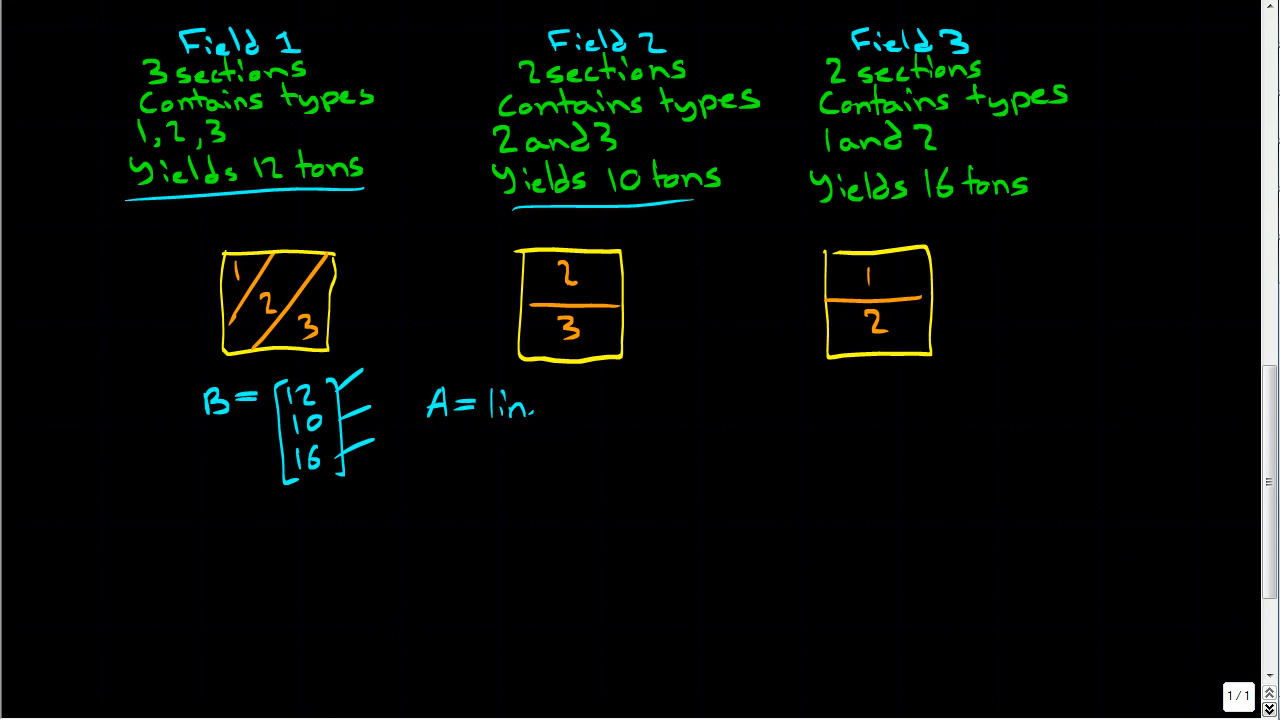 Field 1
3 sections
Contains types
1, 2, 3
Yields 12 tons
Field 2
2 sections
Contains types
2 and 3
Yields 10 tons
Field 3
2 sections
Contains types
1 and 2
Yields 16 tons
1
2
3
2
3
1
2
B = [12
10
16]
A = lin
1 / 1